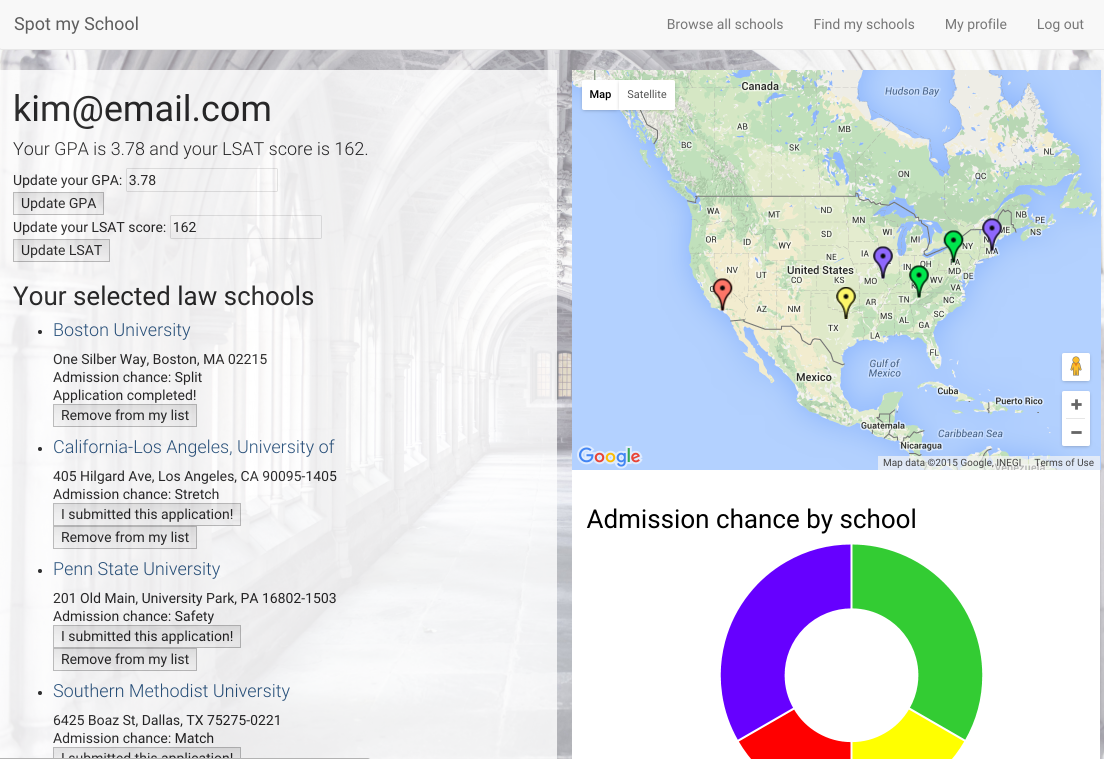 Spot my School
Browse all schools
Find my schools
My profile
Log out
kim@email.com
Your GPA is 3.78 and your LSAT score is 162.
Update your GPA: 3.78
Update GPA
Update your LSAT score: 162
Update LSAT
Your selected law schools
Boston University
One Silber Way, Boston, MA 02215
Admission chance: Split
Application completed!
Remove from my list
California-Los Angeles, University of
405 Hilgard Ave, Los Angeles, CA 90095-1405
Admission chance: Stretch
I submitted this application!
Remove from my list
Penn State University
201 Old Main, University Park, PA 16802-1503
Admission chance: Safety
I submitted this application!
Remove from my list
Southern Methodist University
6425 Boaz St, Dallas, TX 75275-0221
Admission chance: Match
I submitted this application!
Map
Satellite
Canada
Hudson Bay
AB
MB
BC
SK
NL
ON
QC
NB
PE
NS
WA
MT
ND
MN
ME
OR
ID
SD
WI
MI
NY
WY
IA
MA
NE
PA
NV
UT
United States
IN
OH
MD
CO
KS
MO
WV
DE
VA
AZ
NM
AR
TN
NC
MS
SC
TX
AL
GA
LA
FL
Gulf of
Mexico
Mexico
Cuba
Puerto Rico
Guatemala
Caribbean Sea
Nicaragua
Venezuela
Google
Map data ©2015 Google, INEGI
Terms of Use
Admission chance by school